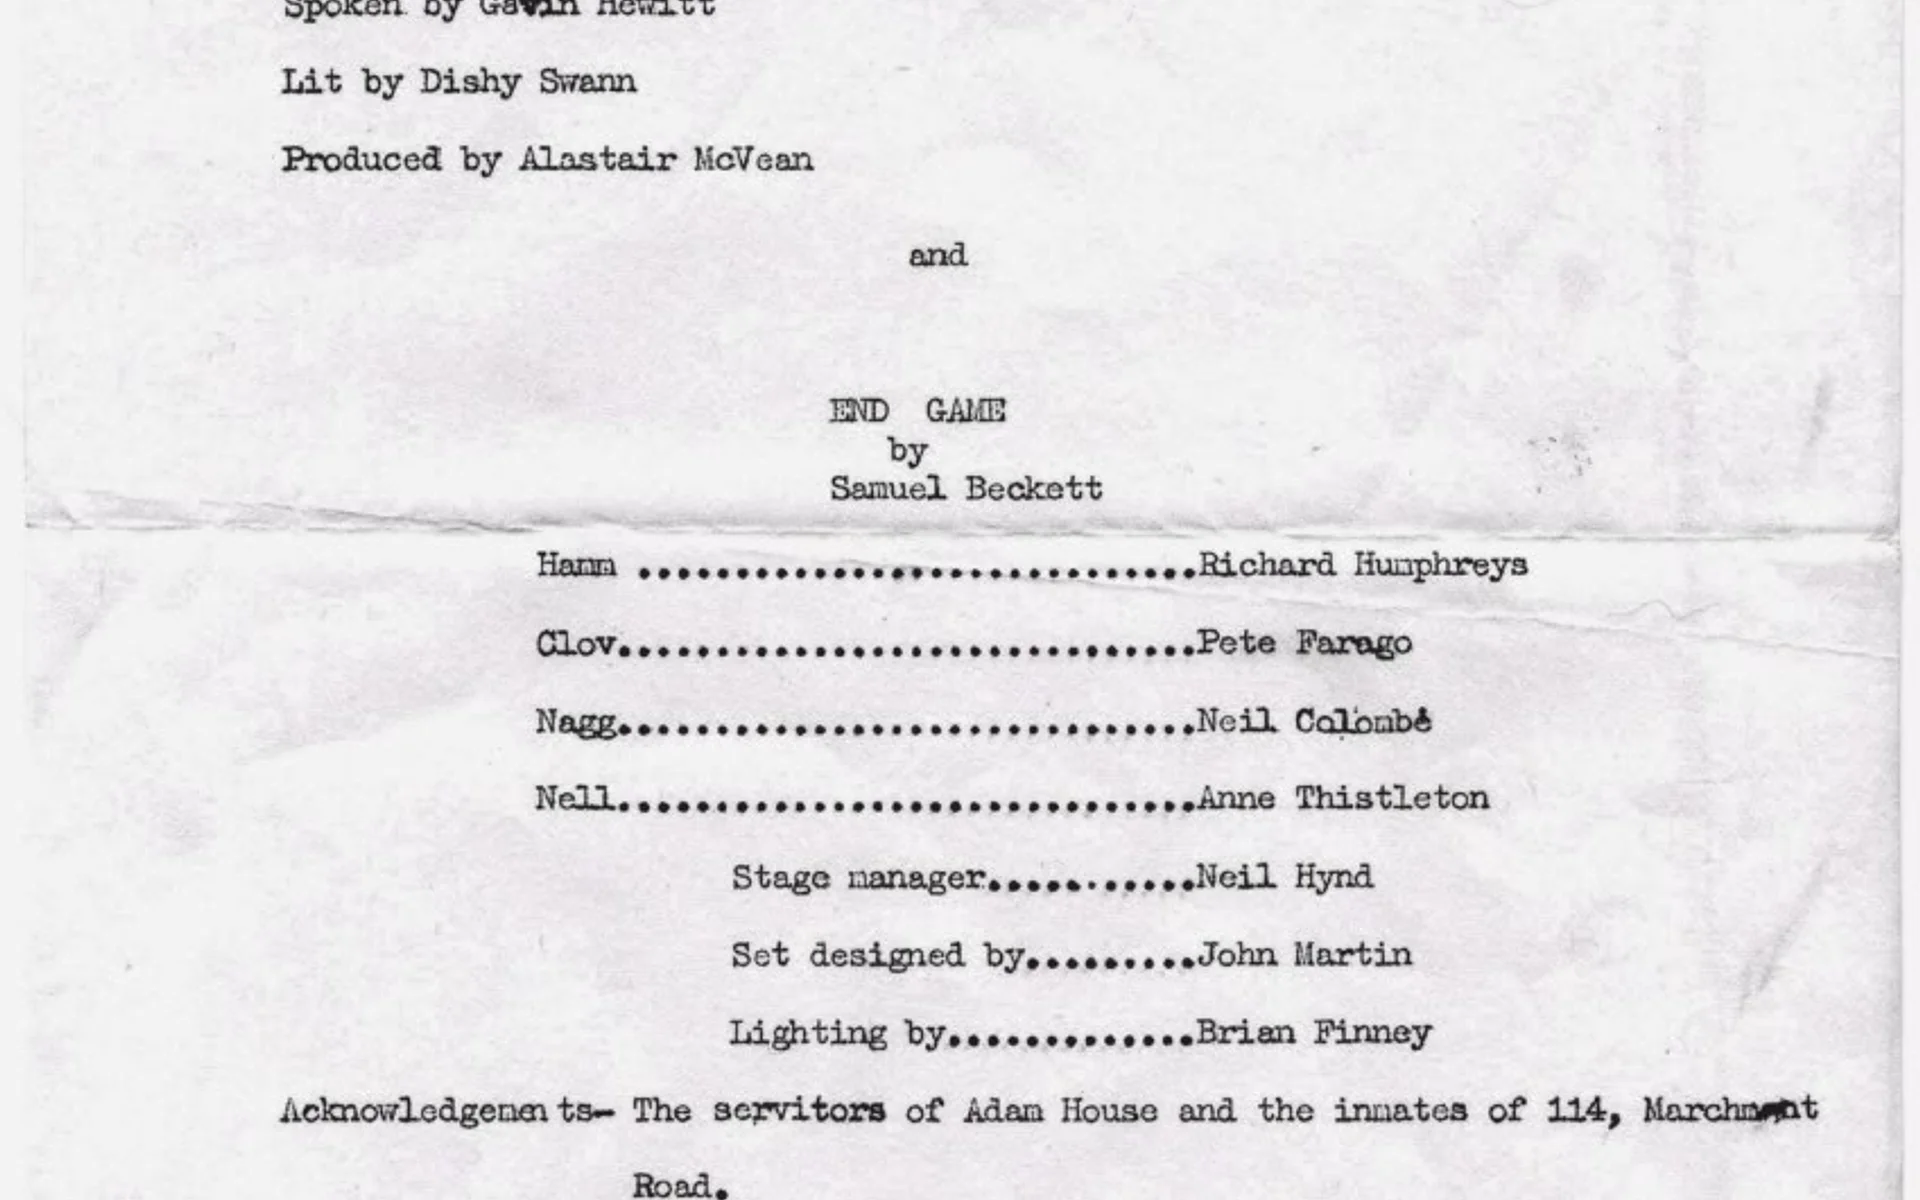 Spoken by Gavin Hewitt
Lit by Dishy Swann
Produced by Alastair McVean
and
END GAME
by
Samuel Beckett
Hamm ..............................Richard Humphreys
Clov..............................Pete Farago
Nagg..............................Neil Colombé
Nell..............................Anne Thistleton
Stage manager...........Neil Hynd
Set designed by.........John Martin
Lighting by.............Brian Finney
Acknowledgements- The servitors of Adam House and the inmates of 114, Marchmont
Road.